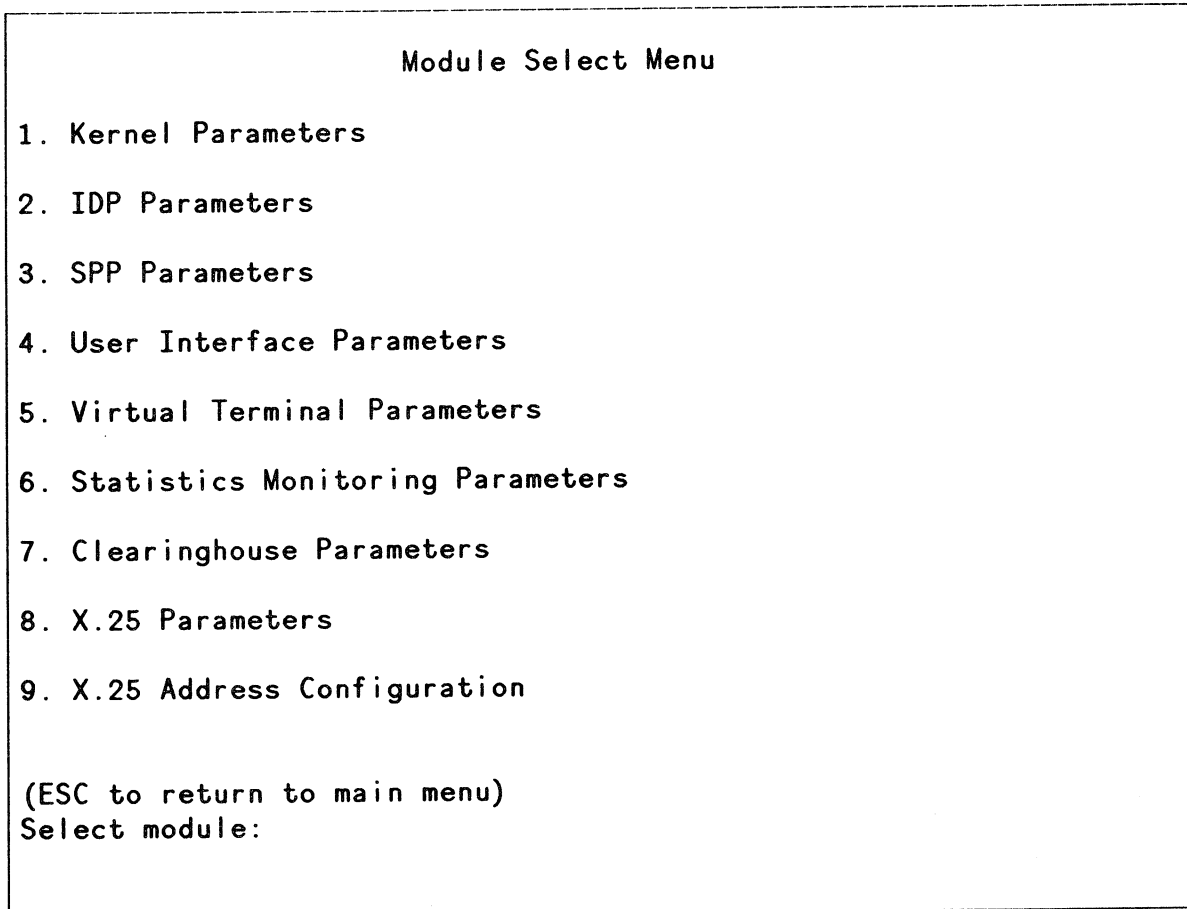 Module Select Menu
1. Kernel Parameters
2. IDP Parameters
3. SPP Parameters
4. User Interface Parameters
5. Virtual Terminal Parameters
6. Statistics Monitoring Parameters
7. Clearinghouse Parameters
8. X.25 Parameters
9. X.25 Address Configuration
(ESC to return to main menu)
Select module: